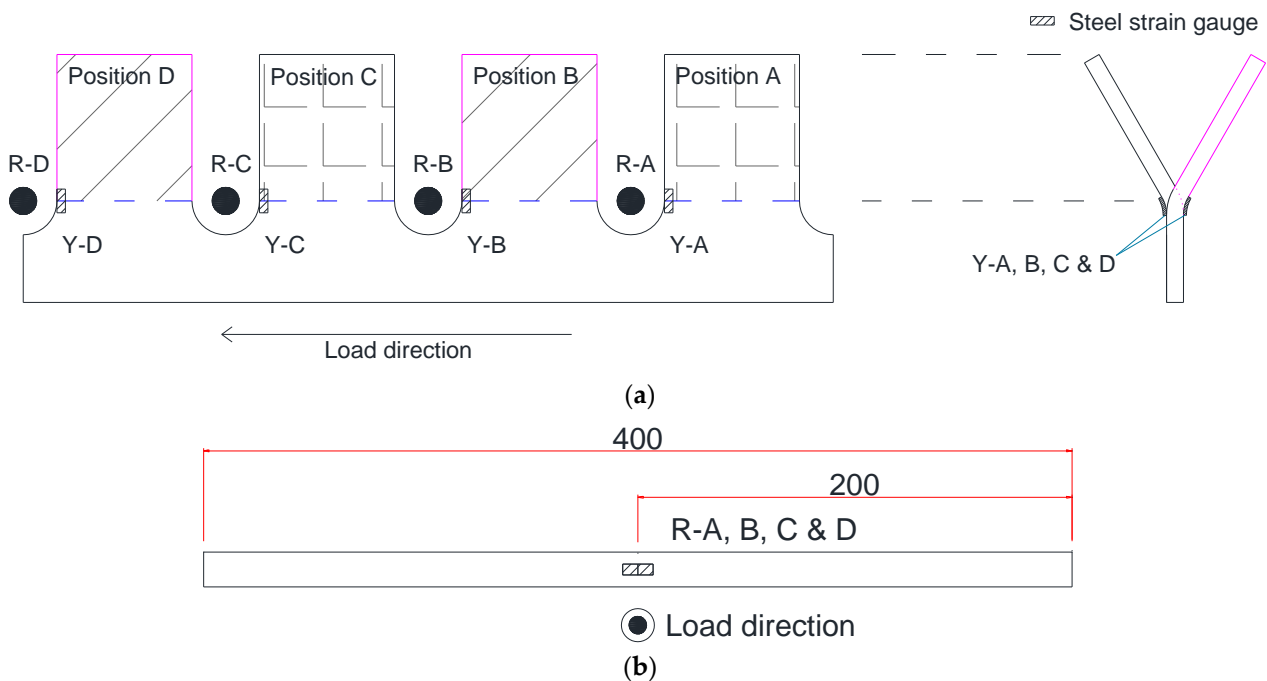 Steel strain gauge
Position D
Position C
Position B
Position A
R-D
R-C
R-B
R-A
Y-D
Y-C
Y-B
Y-A
Y-A, B, C & D
Load direction
(a)
400
200
R-A, B, C & D
Load direction
(b)